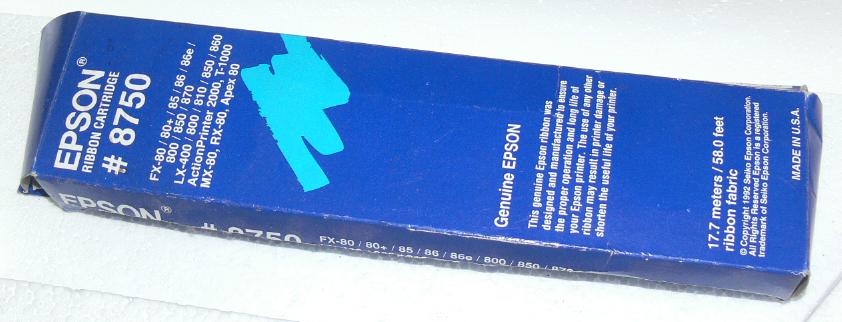 EPSON®
RIBBON CARTRIDGE
# 8750
FX-80 / 80+ / 85 / 86 / 86e /
800 / 850 / 870
LX-400 / 800 / 810 / 850 / 860
ActionPrinter 2000, T-1000
MX-80, RX-80, Apex 80
Genuine EPSON
This genuine Epson ribbon was
designed and manufactured to ensure
the proper operation and long life of
your Epson printer. The use of any other
ribbon may result in printer damage or
shorten the useful life of your printer.
17.7 meters / 58.0 feet
ribbon fabric
© Copyright 1992 Seiko Epson Corporation.
All Rights Reserved Epson is a registered
trademark of Seiko Epson Corporation.
MADE IN U.S.A.
EPSON®
# 8750
FX-80 / 80+ / 85 / 86 / 86e / 800 / 850 / 870